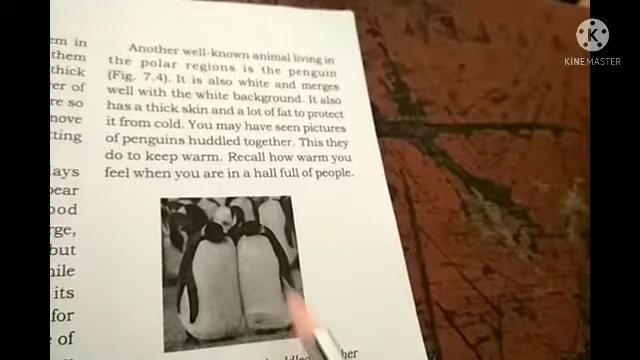 em in
them
thick
er of
re so
nove
tting
ays
bear
ood
rge,
but
hile
its
for
of
Another well-known animal living in
the polar regions is the penguin
(Fig. 7.4). It is also white and merges
well with the white background. It also
has a thick skin and a lot of fat to protect
it from cold. You may have seen pictures
of penguins huddled together. This they
do to keep warm. Recall how warm you
feel when you are in a hall full of people.
KINEMASTER